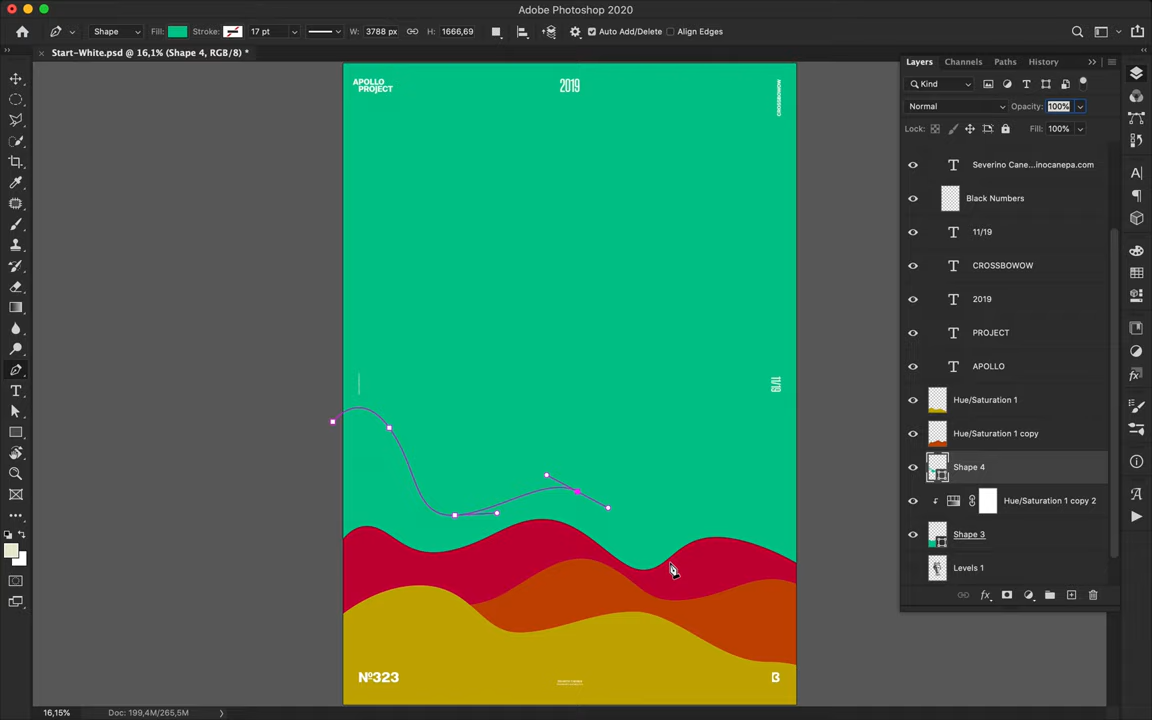 Adobe Photoshop 2020
Shape
Fill:
Stroke:
17 pt
W: 3788 px
H: 1666,69
Auto Add/Delete
Align Edges
Start-White.psd @ 16,1% (Shape 4, RGB/8) *
Layers
Channels
Paths
History
Kind
Normal
Opacity: 100%
Lock:
Fill: 100%
Severino Cane...inocanepa.com
Black Numbers
11/19
CROSSBOWOW
2019
PROJECT
APOLLO
Hue/Saturation 1
Hue/Saturation 1 copy
Shape 4
Hue/Saturation 1 copy 2
Shape 3
Levels 1
APOLLO
PROJECT
2019
CROSSBOWOW
11/19
Nº323
B
16,15%
Doc: 199,4M/265,5M